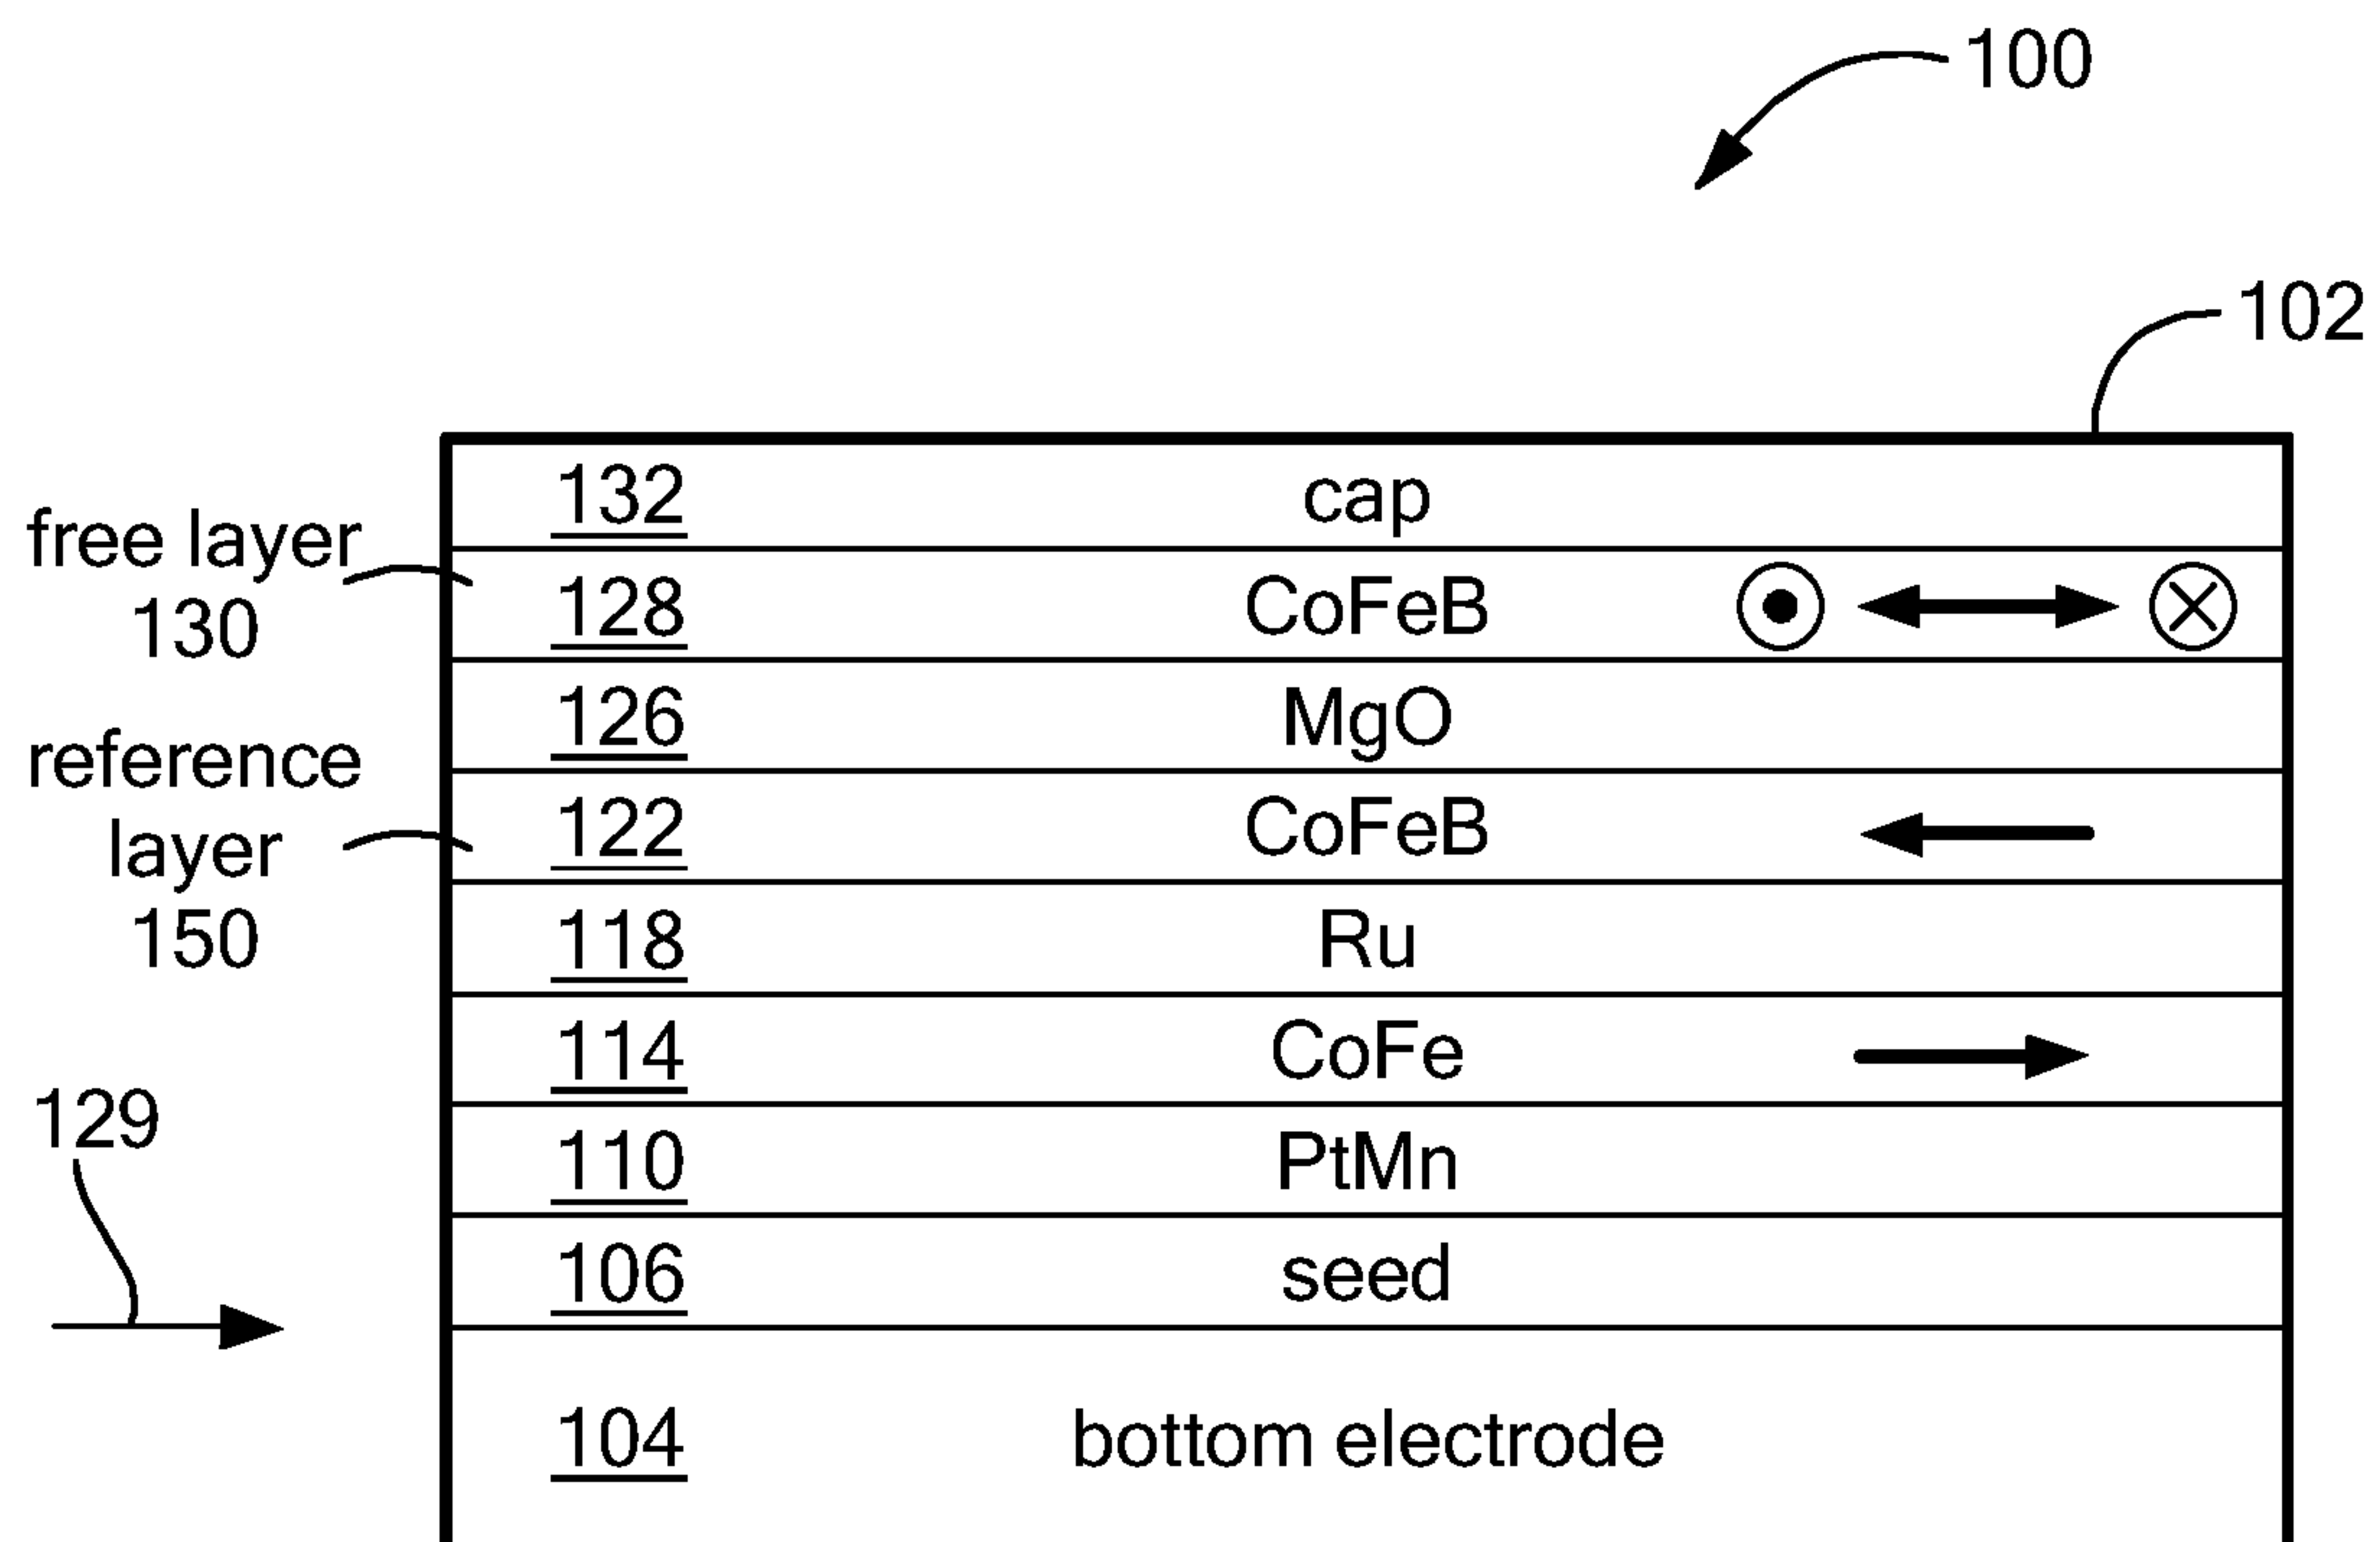 100
102
132 cap
free layer
130
128 CoFeB
126 MgO
reference
layer
150
122 CoFeB
118 Ru
114 CoFe
129
110 PtMn
106 seed
104 bottom electrode